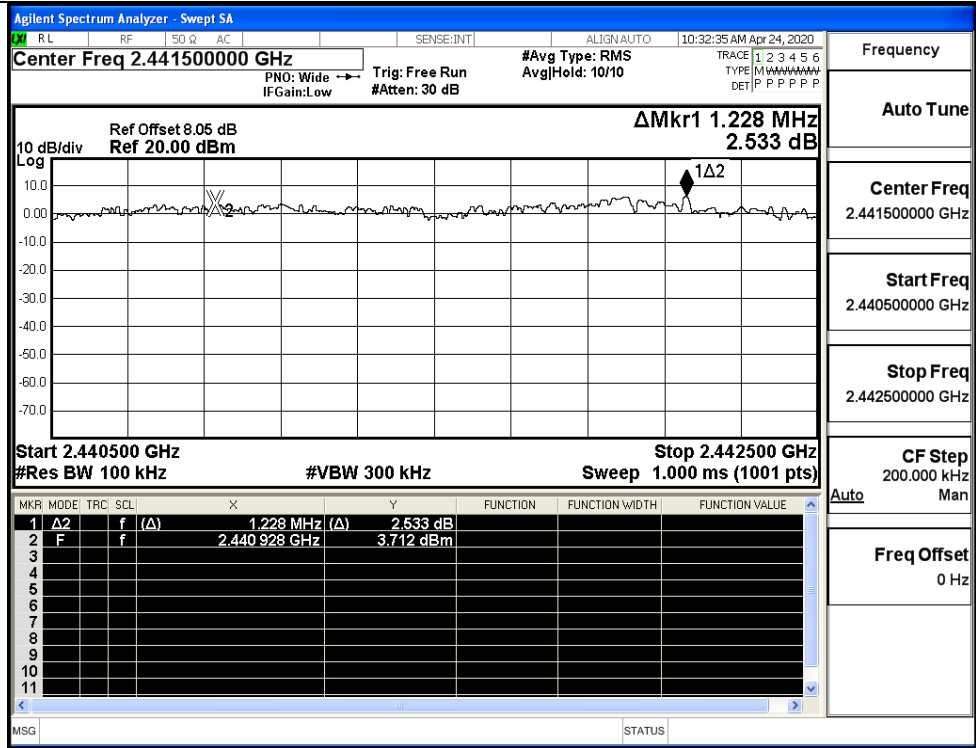 Agilent Spectrum Analyzer - Swept SA
LXI RL RF 50 Ω AC SENSE:INT ALIGN AUTO 10:32:35 AM Apr 24, 2020
Center Freq 2.441500000 GHz
PNO: Wide
IFGain:Low
Trig: Free Run
#Atten: 30 dB
#Avg Type: RMS
Avg|Hold: 10/10
TRACE 1 2 3 4 5 6
TYPE M WWWWW
DET P P P P P P
Frequency
Auto Tune
Center Freq
2.441500000 GHz
Start Freq
2.440500000 GHz
Stop Freq
2.442500000 GHz
CF Step
200.000 kHz
Auto Man
Freq Offset
0 Hz
ΔMkr1 1.228 MHz
2.533 dB
Ref Offset 8.05 dB
10 dB/div Ref 20.00 dBm
Log
10.0
0.00
-10.0
-20.0
-30.0
-40.0
-50.0
-60.0
-70.0
1Δ2
2
Start 2.440500 GHz Stop 2.442500 GHz
#Res BW 100 kHz #VBW 300 kHz Sweep 1.000 ms (1001 pts)
MKR MODE TRC SCL X Y FUNCTION FUNCTION WIDTH FUNCTION VALUE
1 Δ2 f (Δ) 1.228 MHz (Δ) 2.533 dB
2 F f 2.440 928 GHz 3.712 dBm
3
4
5
6
7
8
9
10
11
MSG STATUS